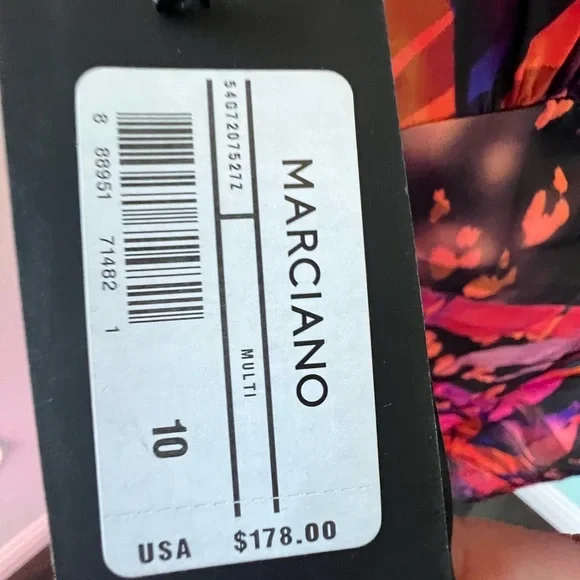 MARCIANO
54G7207527Z
MULTI
8 88951 71482 1
10
USA $178.00